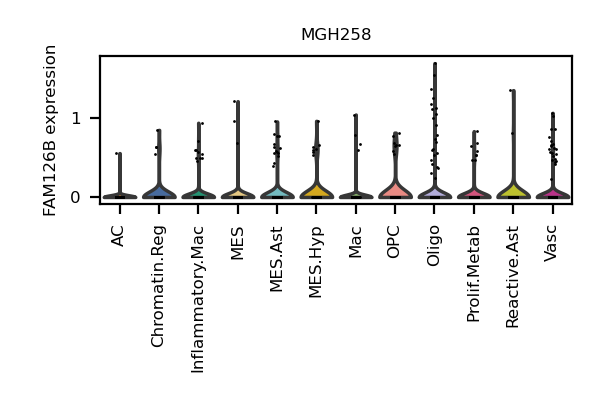 MGH258
FAM126B expression
1
0
AC
Chromatin.Reg
Inflammatory.Mac
MES
MES.Ast
MES.Hyp
Mac
OPC
Oligo
Prolif.Metab
Reactive.Ast
Vasc